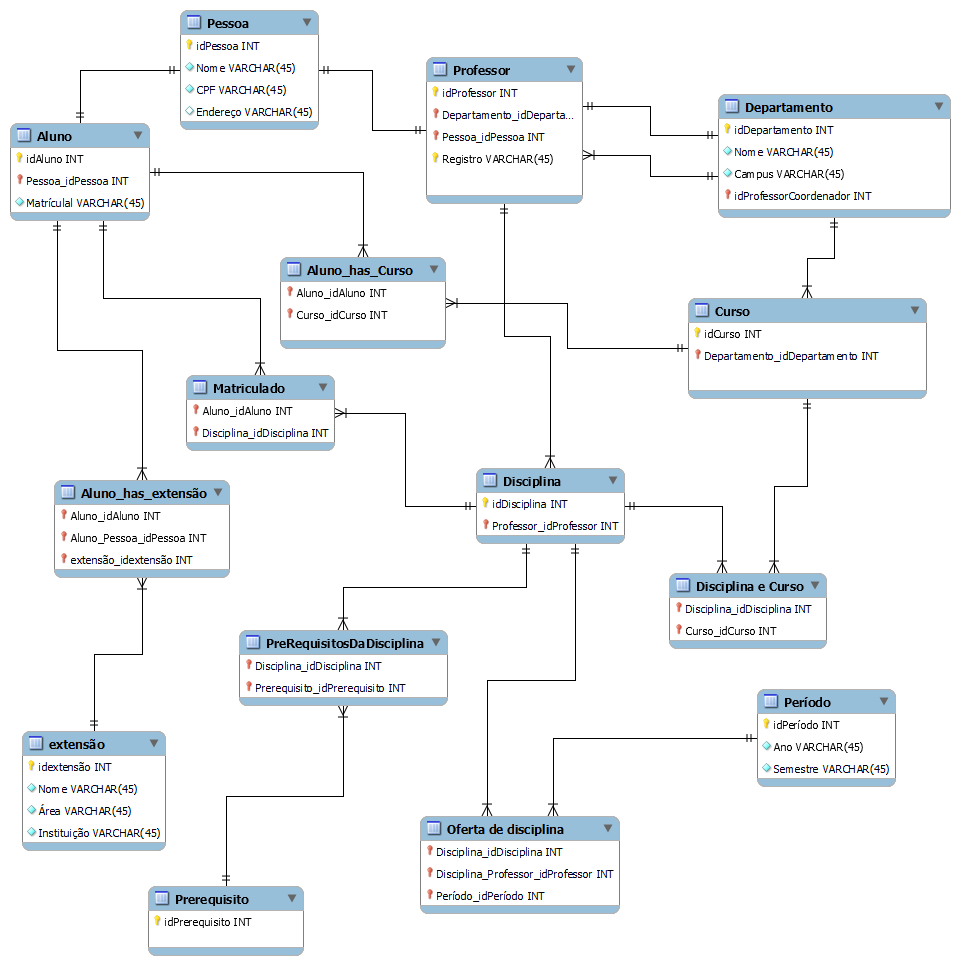 Pessoa
idPessoa INT
Nome VARCHAR(45)
CPF VARCHAR(45)
Endereço VARCHAR(45)
Professor
idProfessor INT
Departamento_idDeparta...
Pessoa_idPessoa INT
Registro VARCHAR(45)
Departamento
idDepartamento INT
Nome VARCHAR(45)
Campus VARCHAR(45)
idProfessorCoordenador INT
Aluno
idAluno INT
Pessoa_idPessoa INT
Matrículal VARCHAR(45)
Aluno_has_Curso
Aluno_idAluno INT
Curso_idCurso INT
Curso
idCurso INT
Departamento_idDepartamento INT
Matriculado
Aluno_idAluno INT
Disciplina_idDisciplina INT
Aluno_has_extensão
Aluno_idAluno INT
Aluno_Pessoa_idPessoa INT
extensão_idextensão INT
Disciplina
idDisciplina INT
Professor_idProfessor INT
Disciplina e Curso
Disciplina_idDisciplina INT
Curso_idCurso INT
PreRequisitosDaDisciplina
Disciplina_idDisciplina INT
Prerequisito_idPrerequisito INT
Período
idPeríodo INT
Ano VARCHAR(45)
Semestre VARCHAR(45)
extensão
idextensão INT
Nome VARCHAR(45)
Área VARCHAR(45)
Instituição VARCHAR(45)
Oferta de disciplina
Disciplina_idDisciplina INT
Disciplina_Professor_idProfessor INT
Período_idPeríodo INT
Prerequisito
idPrerequisito INT